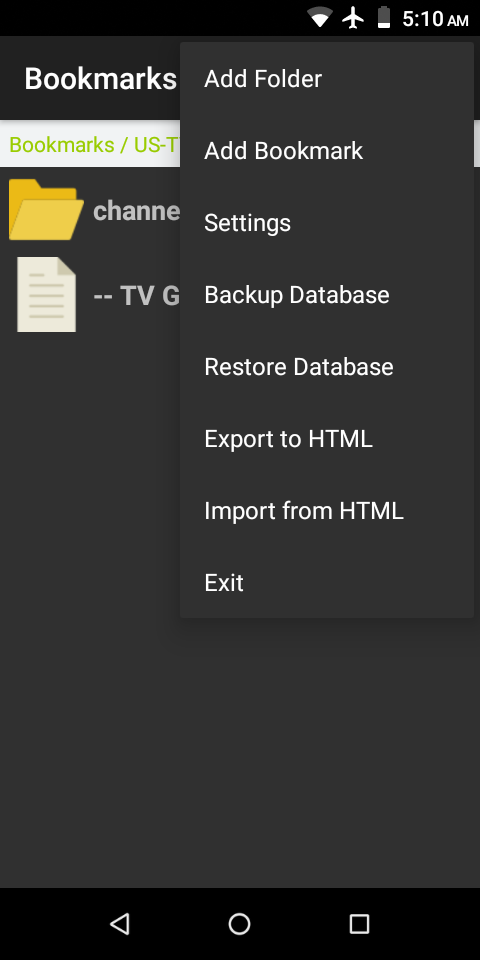 5:10 AM
Bookmarks
Bookmarks / US-T
channe
-- TV G
Add Folder
Add Bookmark
Settings
Backup Database
Restore Database
Export to HTML
Import from HTML
Exit